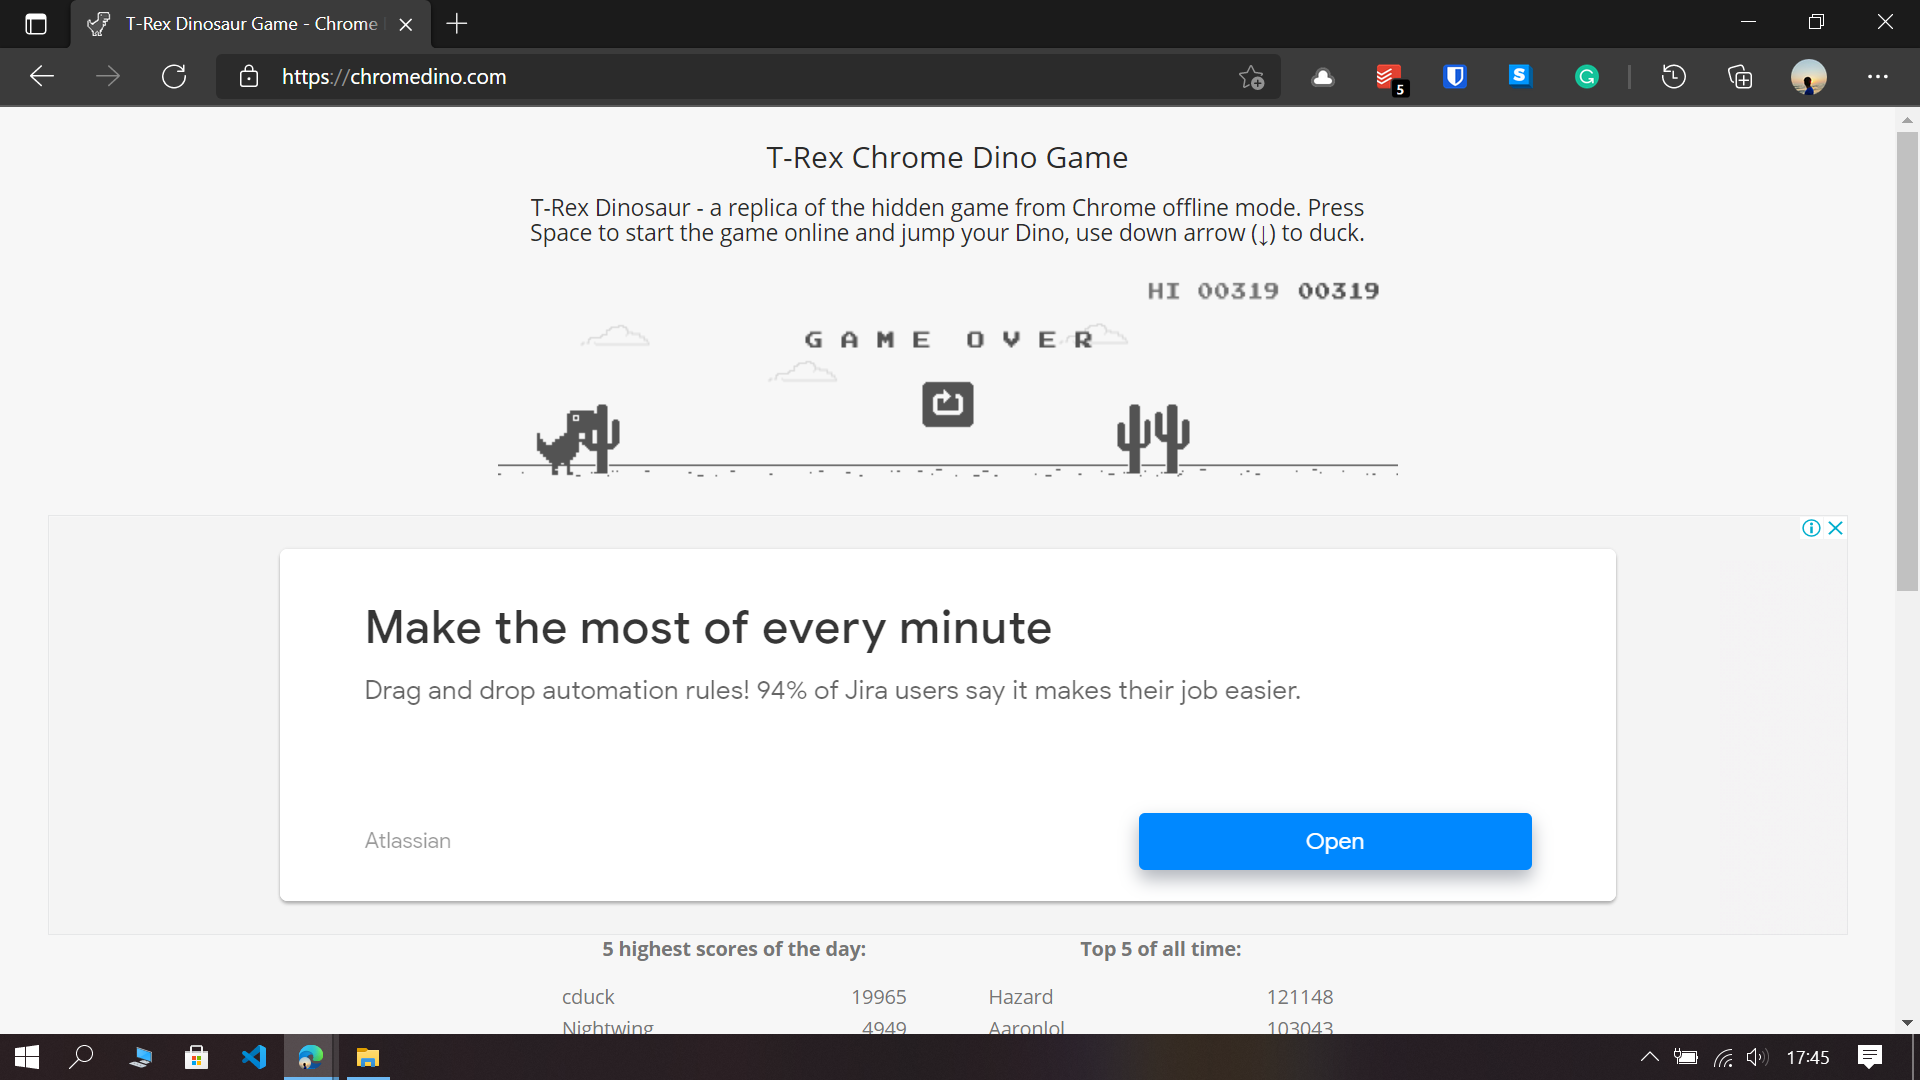 T-Rex Dinosaur Game - Chrome
https://chromedino.com
5
T-Rex Chrome Dino Game
T-Rex Dinosaur - a replica of the hidden game from Chrome offline mode. Press
Space to start the game online and jump your Dino, use down arrow (↓) to duck.
HI 00319 00319
GAME OVER
Make the most of every minute
Drag and drop automation rules! 94% of Jira users say it makes their job easier.
Atlassian
Open
5 highest scores of the day:
cduck 19965
Nightwing 4949
Top 5 of all time:
Hazard 121148
Aaronlol 103043
17:45